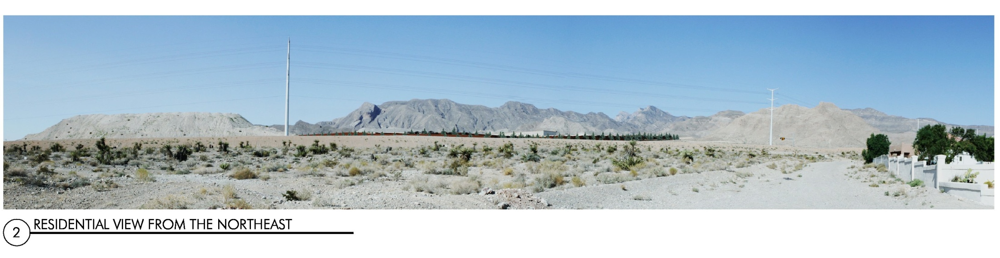 RESIDENTIAL VIEW FROM THE NORTHEAST
2